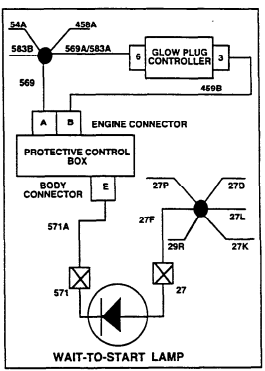 54A 458A
583B 569A/583A
6 GLOW PLUG CONTROLLER 3
569
459B
A B ENGINE CONNECTOR
PROTECTIVE CONTROL BOX
BODY CONNECTOR E
27P 27D
571A 27F 27L
29R 27K
571 27
WAIT-TO-START LAMP